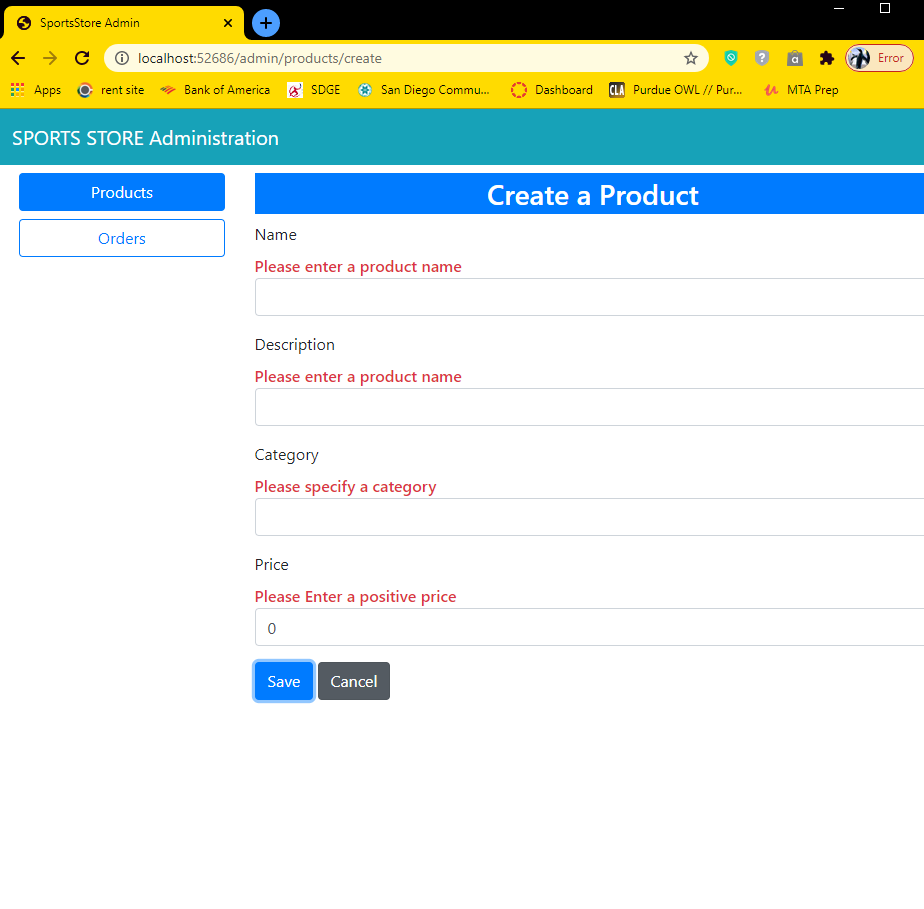 SportsStore Admin
localhost:52686/admin/products/create
Error
Apps rent site Bank of America SDGE San Diego Commu... Dashboard CLA Purdue OWL // Pur... MTA Prep
SPORTS STORE Administration
Products
Orders
Create a Product
Name
Please enter a product name
Description
Please enter a product name
Category
Please specify a category
Price
Please Enter a positive price
0
Save Cancel